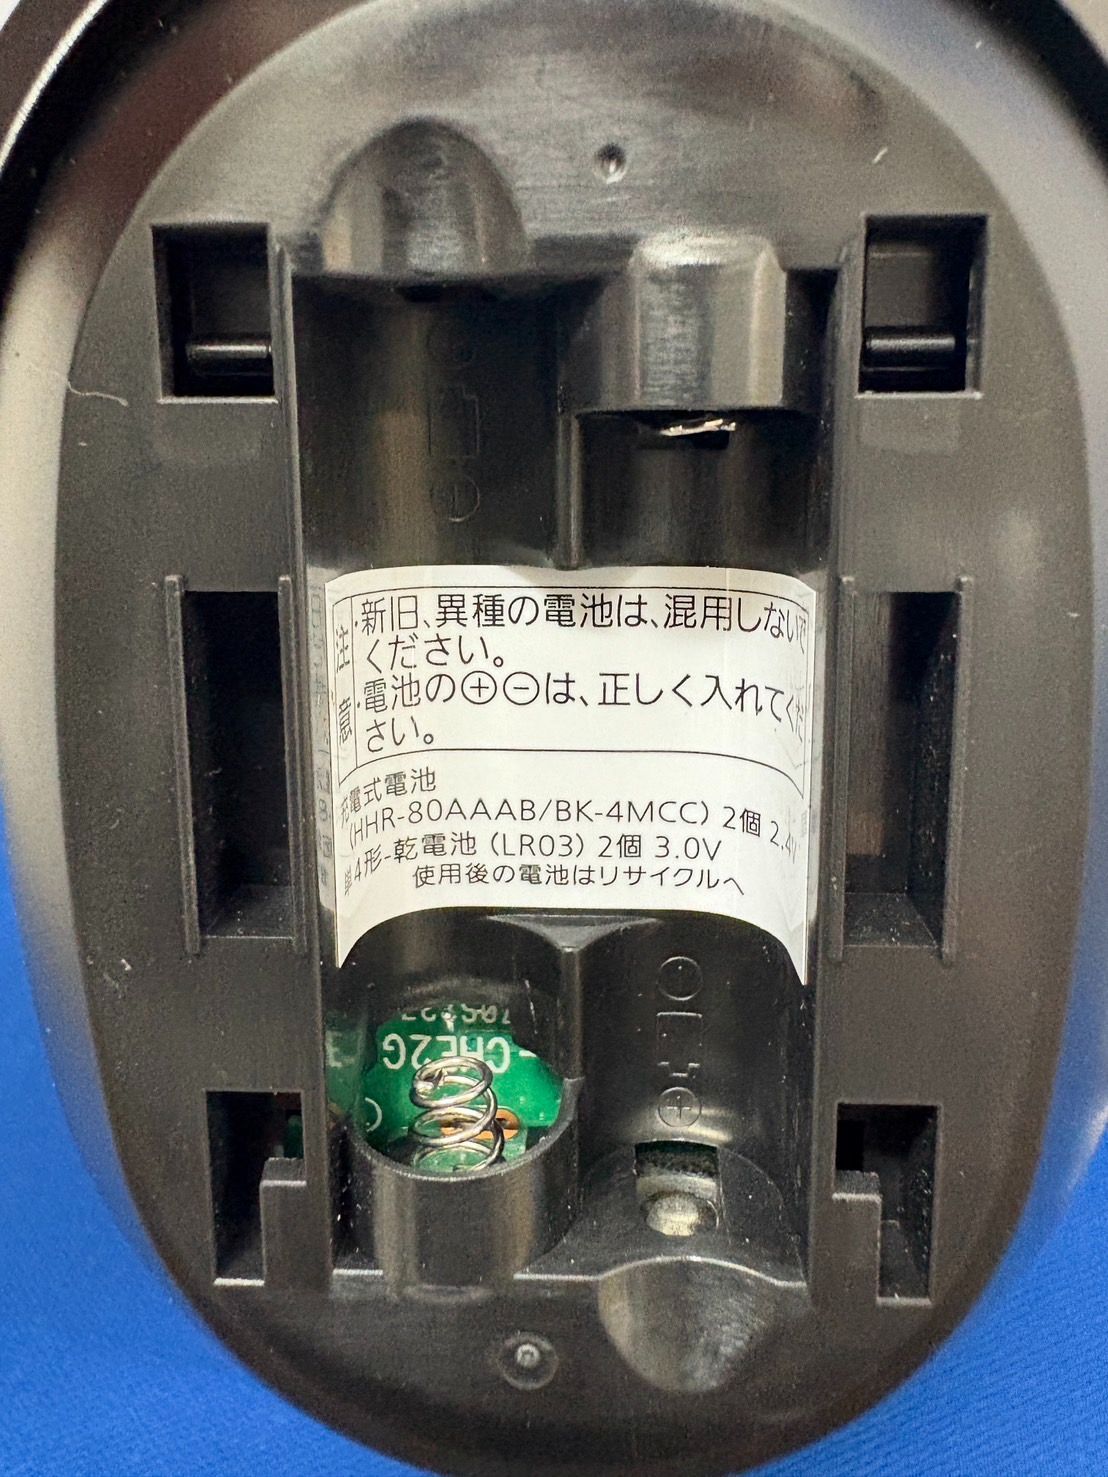 注意
・新旧、異種の電池は、混用しないで
ください。
・電池の⊕⊖は、正しく入れてくだ
さい。
充電式電池
(HHR-80AAAB/BK-4MCC) 2個 2.4V
単4形-乾電池 (LR03) 2個 3.0V
使用後の電池はリサイクルへ
-CHE2G